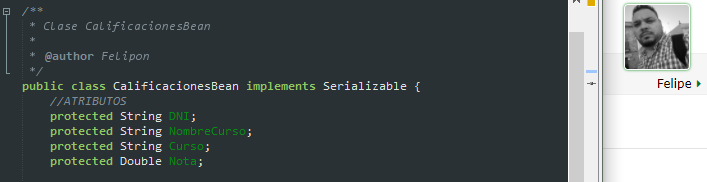 /**
* Clase CalificacionesBean
*
* @author Felipon
*/
public class CalificacionesBean implements Serializable {
//ATRIBUTOS
protected String DNI;
protected String NombreCurso;
protected String Curso;
protected Double Nota;
Felipe